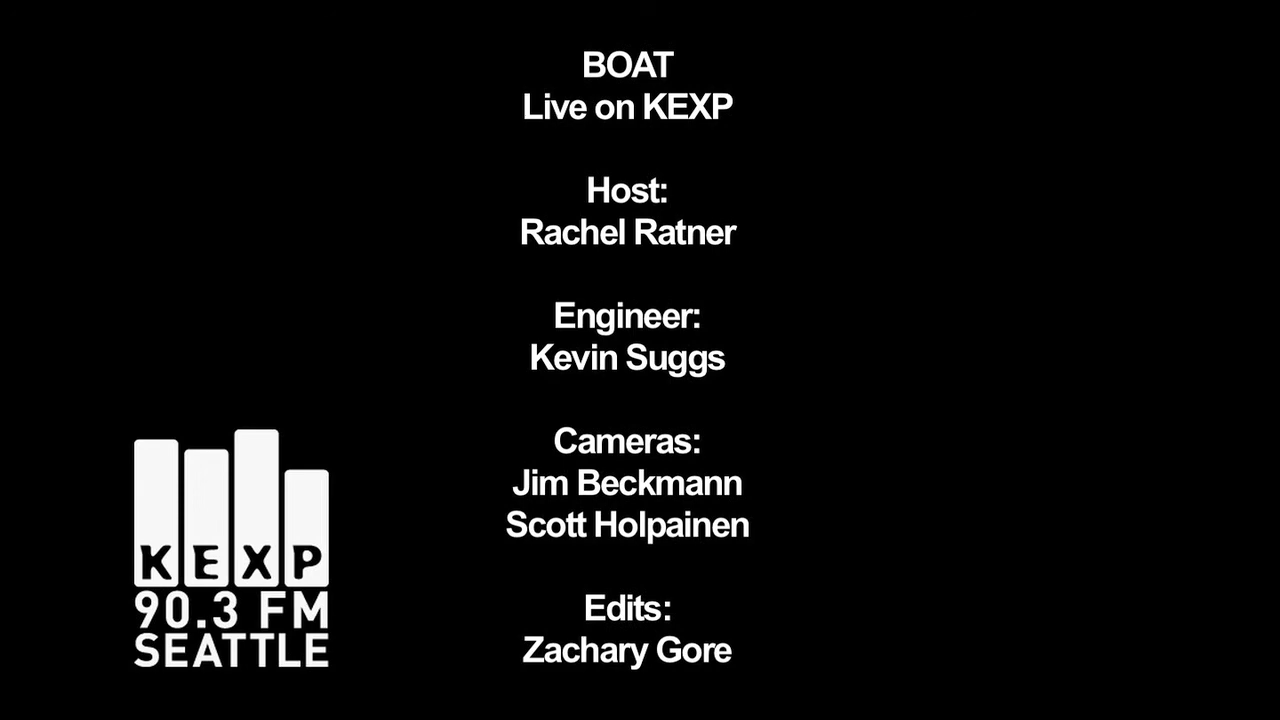 BOAT
Live on KEXP
Host:
Rachel Ratner
Engineer:
Kevin Suggs
Cameras:
Jim Beckmann
Scott Holpainen
Edits:
Zachary Gore
KEXP
90.3 FM
SEATTLE